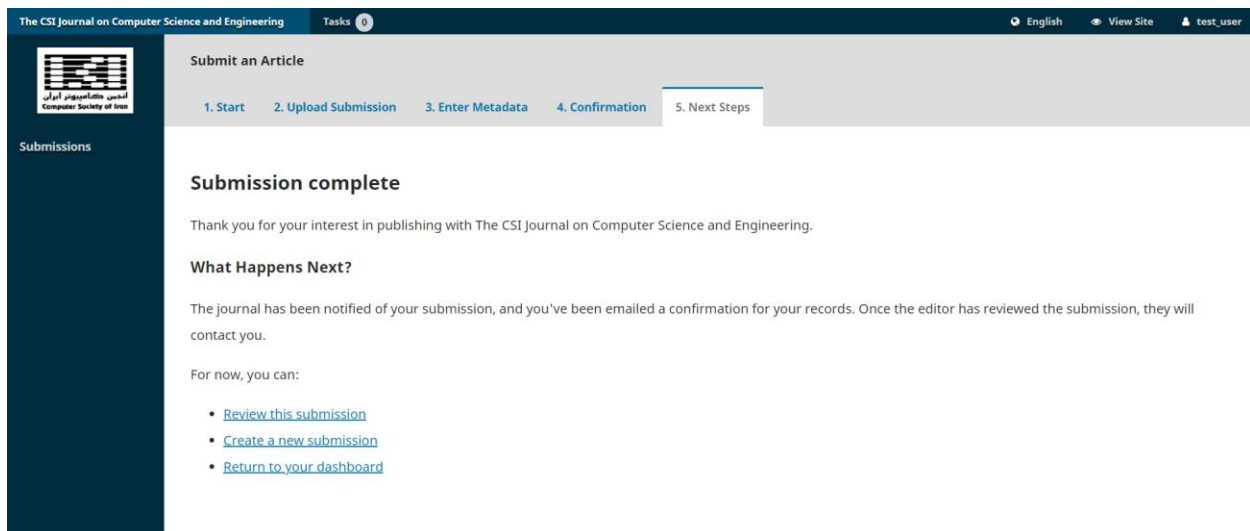 The CSI Journal on Computer Science and Engineering Tasks 0 English View Site test_user
انجمن کامپیوتر ایران
Computer Society of Iran
Submit an Article
1. Start 2. Upload Submission 3. Enter Metadata 4. Confirmation 5. Next Steps
Submissions
Submission complete
Thank you for your interest in publishing with The CSI Journal on Computer Science and Engineering.
What Happens Next?
The journal has been notified of your submission, and you've been emailed a confirmation for your records. Once the editor has reviewed the submission, they will
contact you.
For now, you can:
• Review this submission
• Create a new submission
• Return to your dashboard